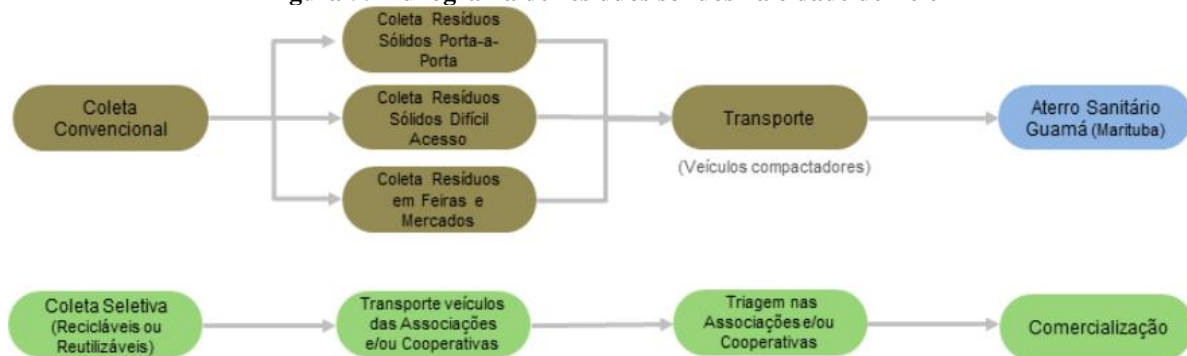 Coleta Resíduos
Sólidos Porta-a-
Porta
Coleta
Convencional
Coleta Resíduos
Sólidos Difícil
Acesso
Coleta Resíduos
em Feiras e
Mercados
Transporte
(Veículos compactadores)
Aterro Sanitário
Guamá (Marituba)
Coleta Seletiva
(Recicláveis ou
Reutilizáveis)
Transporte veículos
das Associações
e/ou Cooperativas
Triagem nas
Associações e/ou
Cooperativas
Comercialização